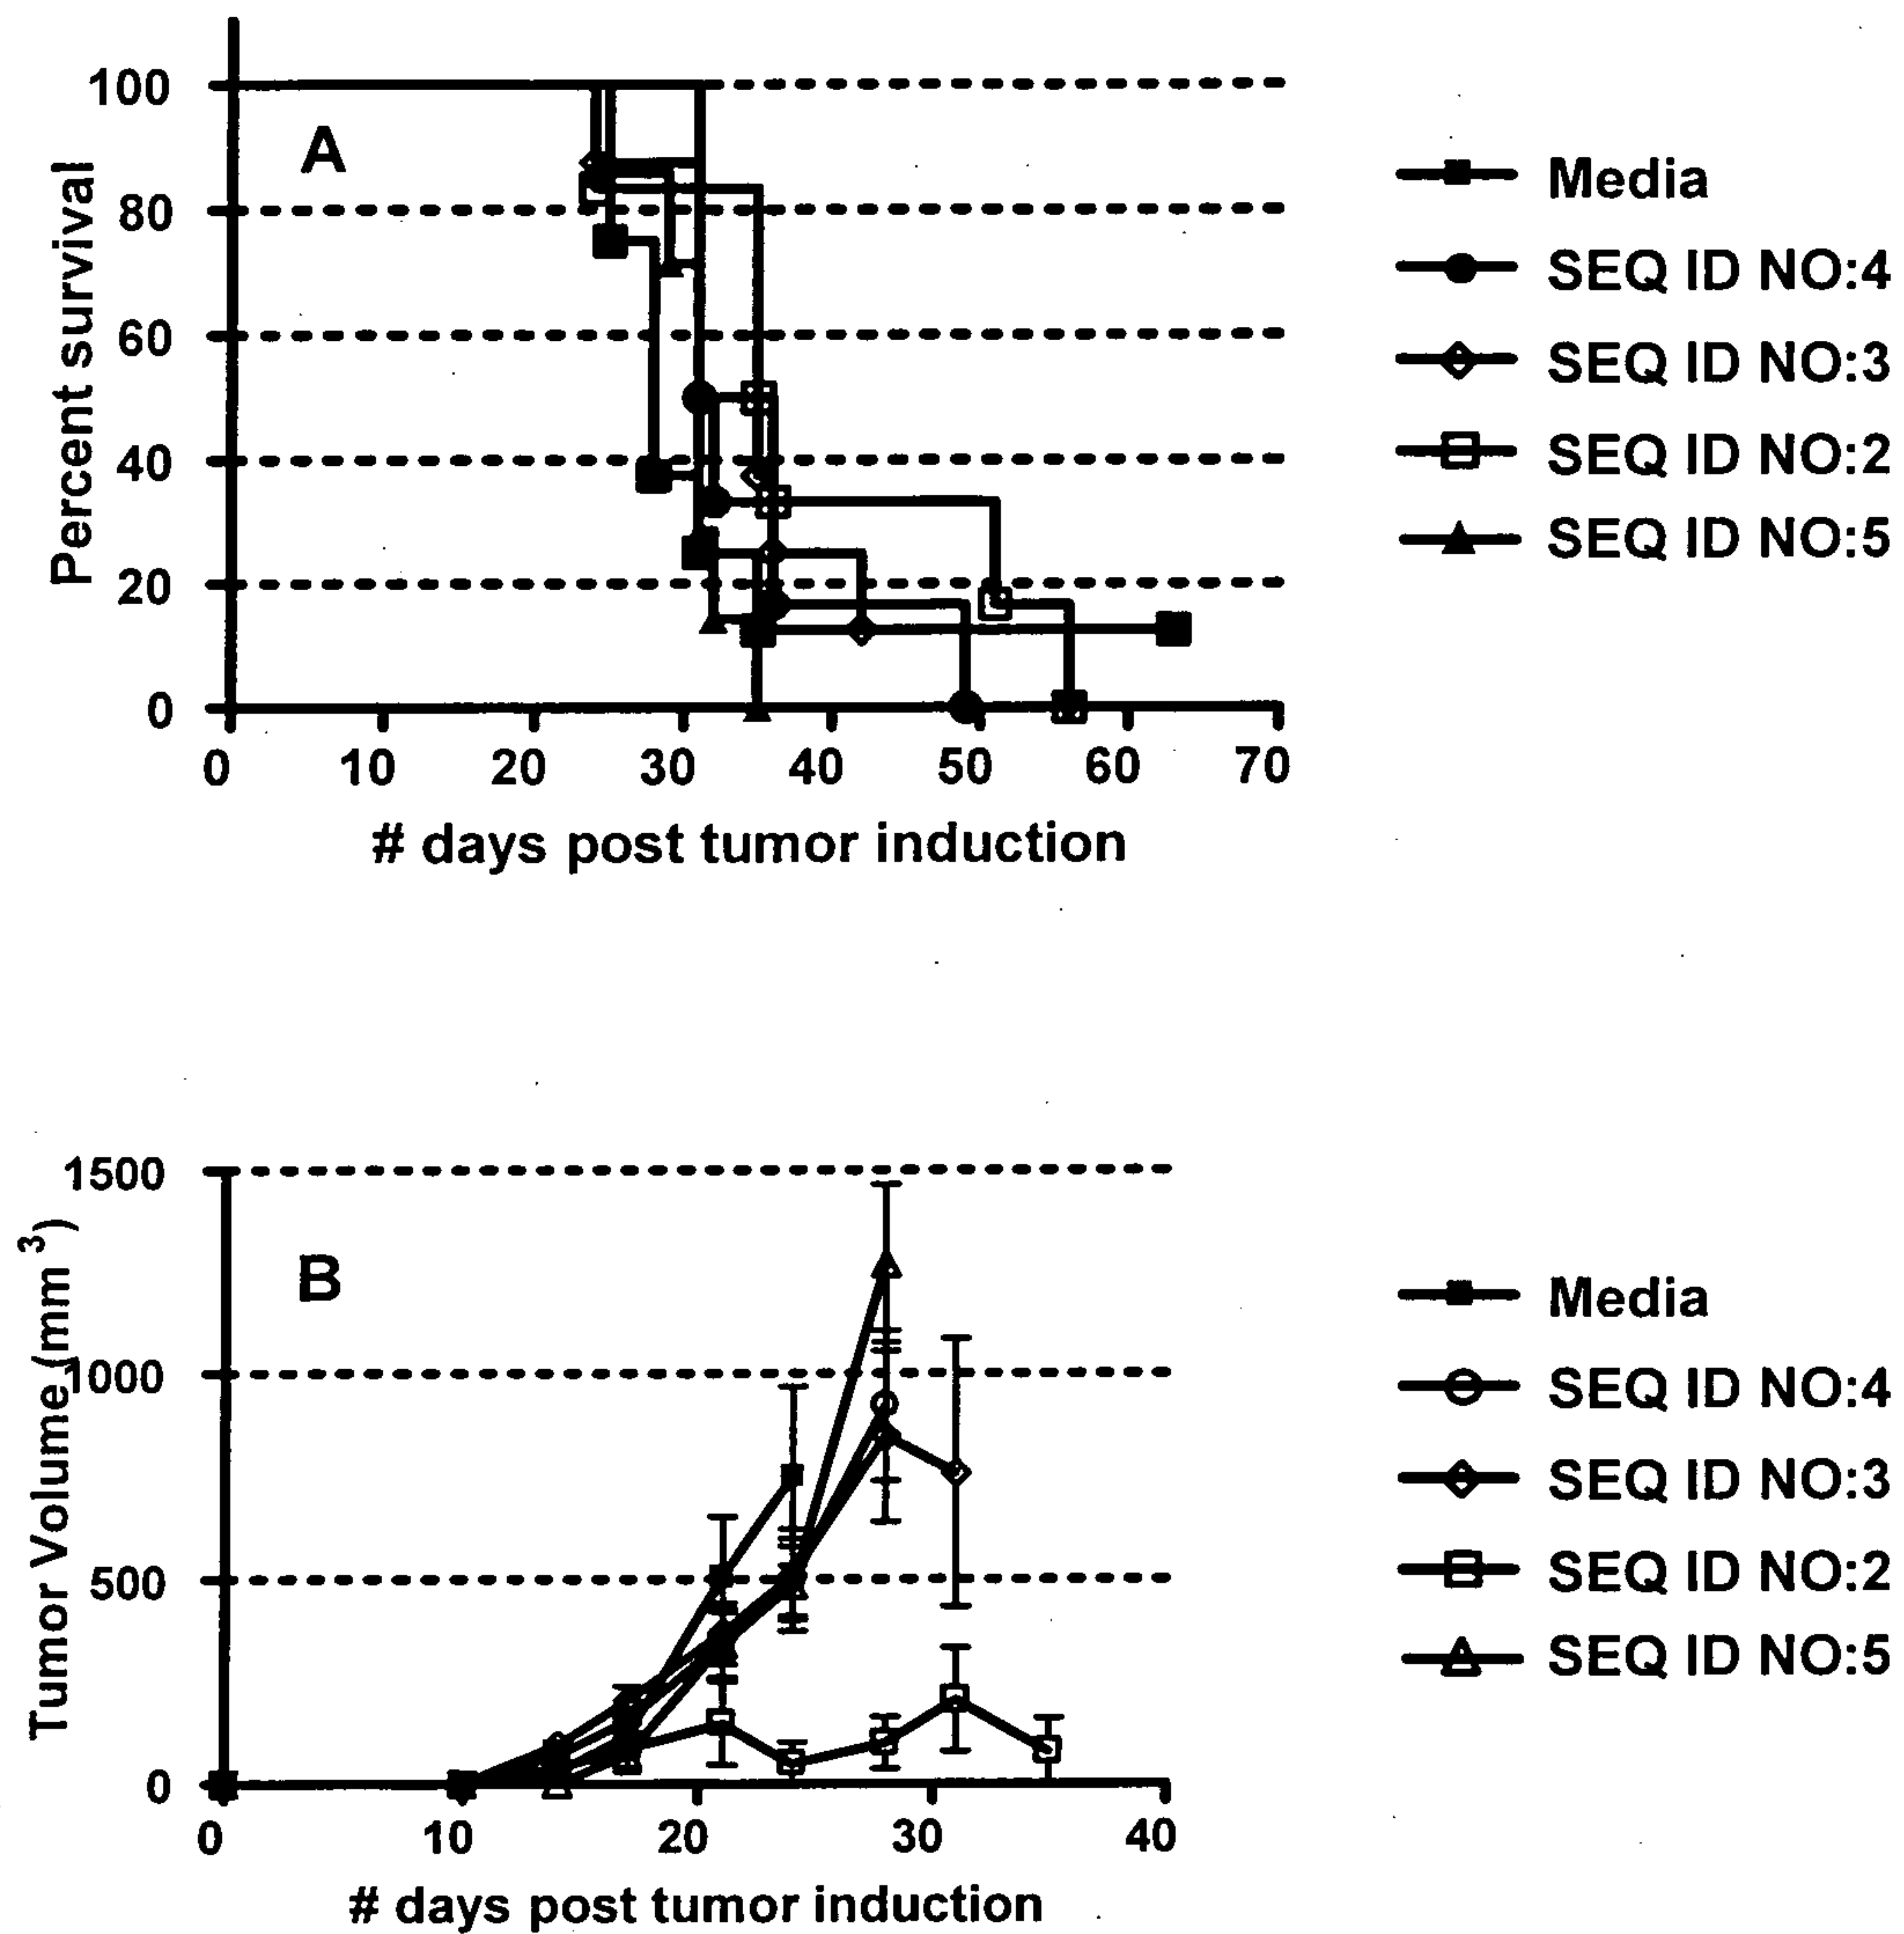 A
Percent survival
100
80
60
40
20
0
0 10 20 30 40 50 60 70
# days post tumor induction
Media
SEQ ID NO:4
SEQ ID NO:3
SEQ ID NO:2
SEQ ID NO:5
B
Tumor Volume (mm 3)
1500
1000
500
0
0 10 20 30 40
# days post tumor induction
Media
SEQ ID NO:4
SEQ ID NO:3
SEQ ID NO:2
SEQ ID NO:5